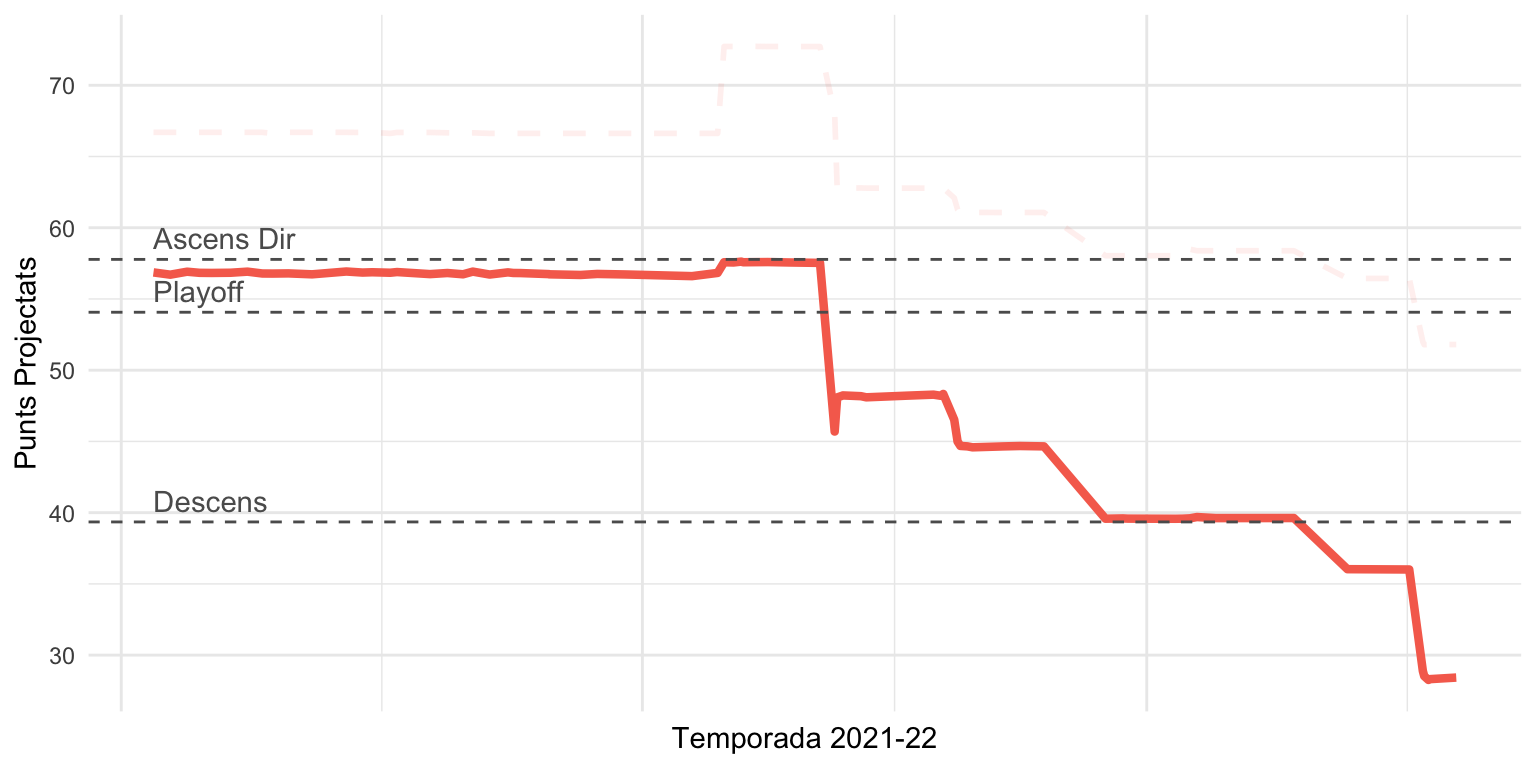 70
60
50
40
30
Punts Projectats
Ascens Dir
Playoff
Descens
Temporada 2021-22